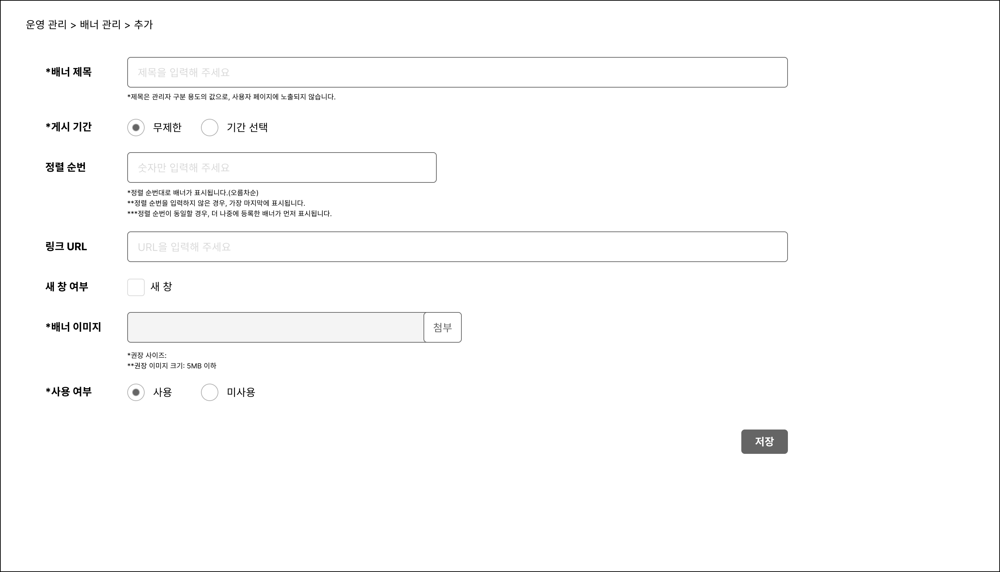 운영 관리 > 배너 관리 > 추가
*배너 제목
제목을 입력해 주세요
*제목은 관리자 구분 용도의 값으로, 사용자 페이지에 노출되지 않습니다.
*게시 기간
무제한
기간 선택
정렬 순번
숫자만 입력해 주세요
*정렬 순번대로 배너가 표시됩니다.(오름차순)
**정렬 순번을 입력하지 않은 경우, 가장 마지막에 표시됩니다.
***정렬 순번이 동일할 경우, 더 나중에 등록한 배너가 먼저 표시됩니다.
링크 URL
URL을 입력해 주세요
새 창 여부
새 창
*배너 이미지
첨부
*권장 사이즈:
**권장 이미지 크기: 5MB 이하
*사용 여부
사용
미사용
저장